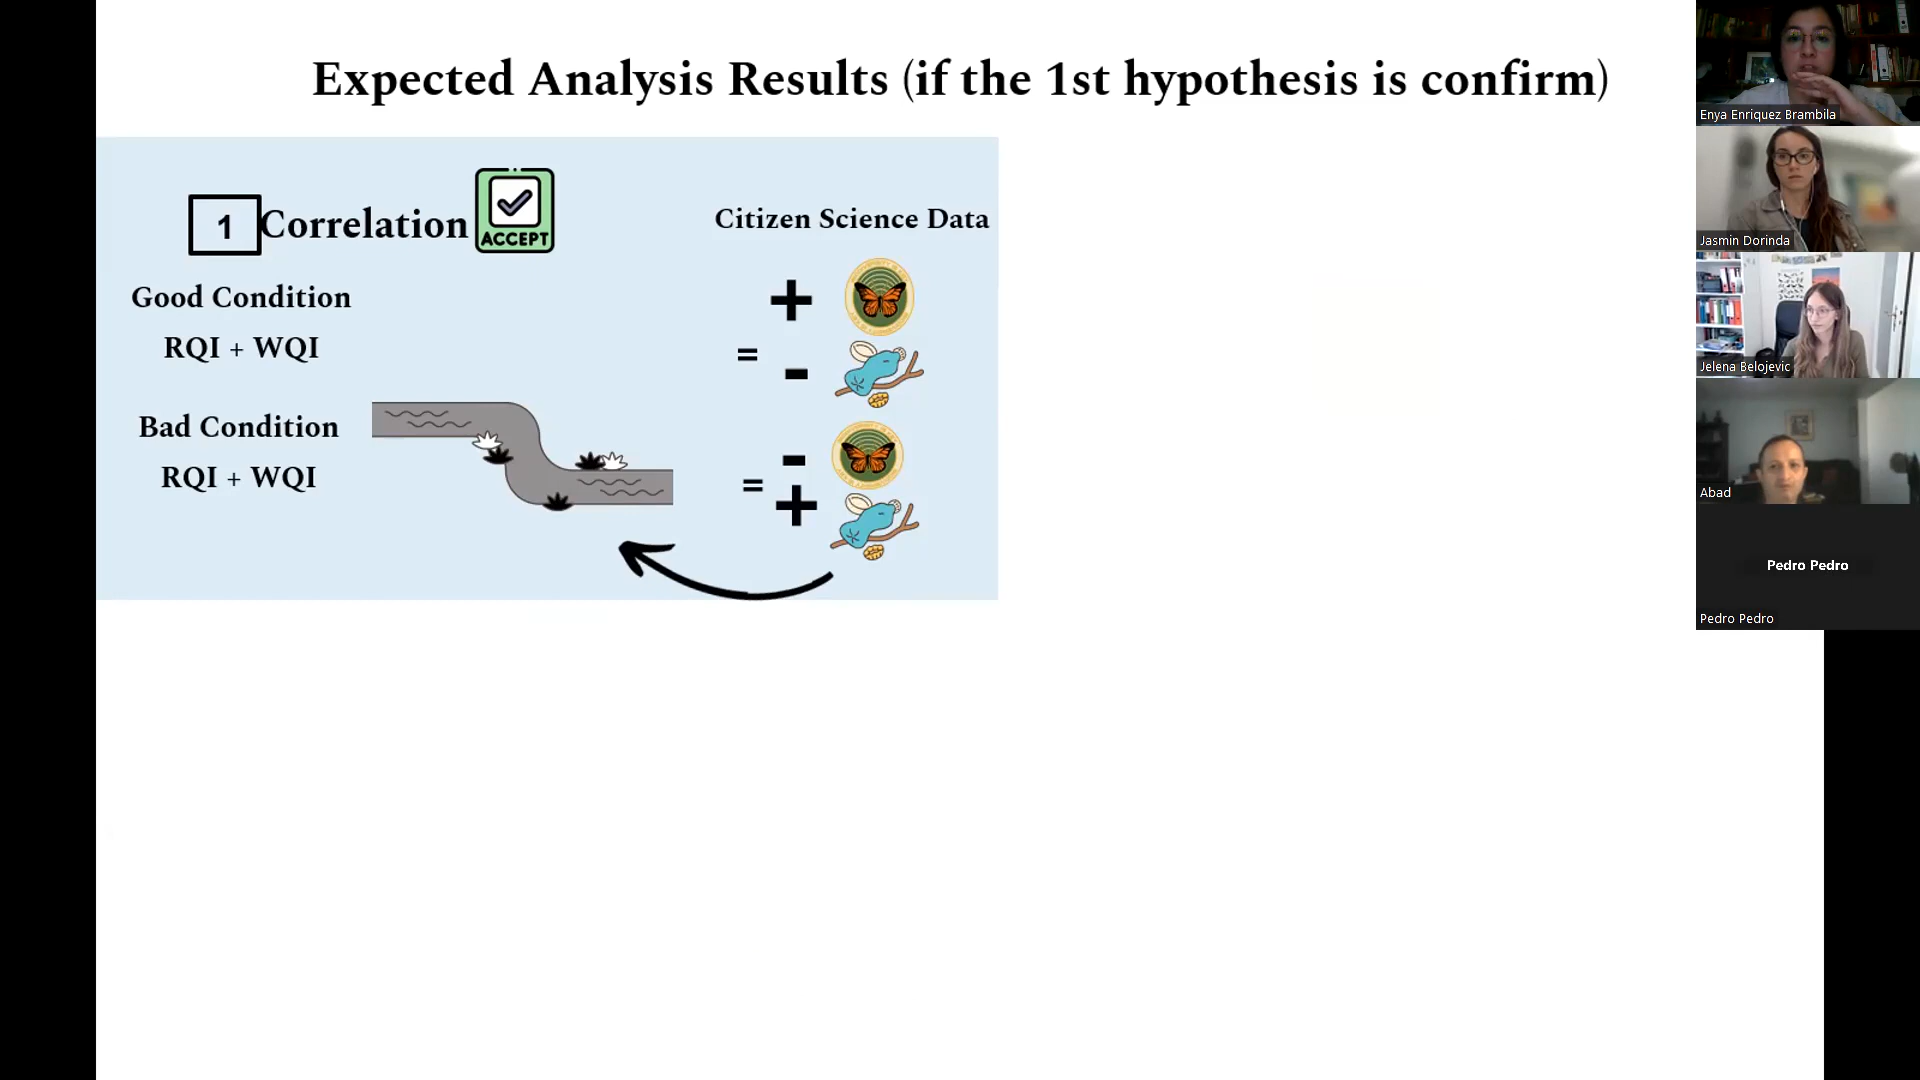 Expected Analysis Results (if the 1st hypothesis is confirm)
1 Correlation
ACCEPT
Citizen Science Data
Good Condition
RQI + WQI
+
=
-
Bad Condition
RQI + WQI
-
=
+
Enya Enriquez Brambila
Jasmin Dorinda
Jelena Belojevic
Abad
Pedro Pedro
Pedro Pedro